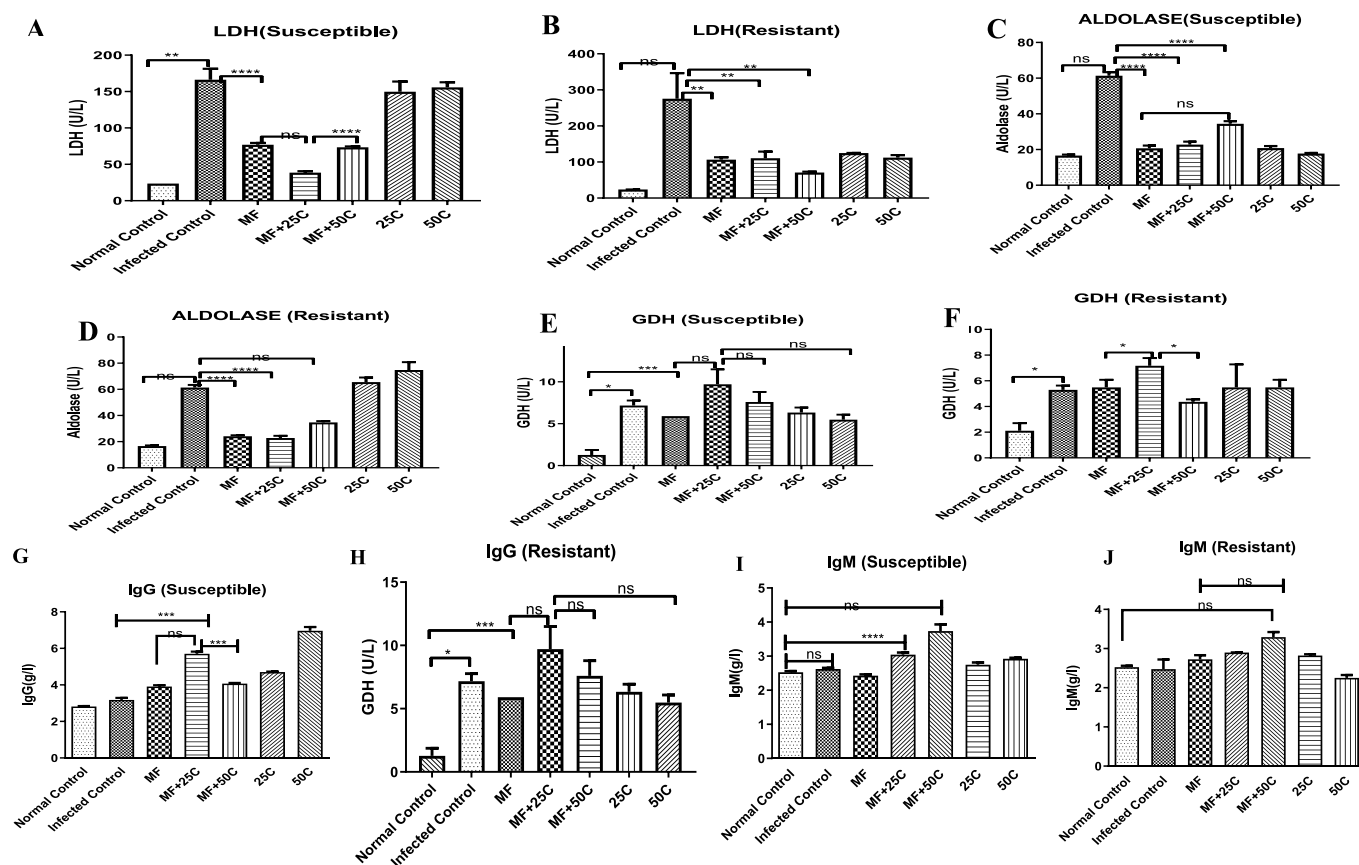 A
LDH(Susceptible)
LDH (U/L)
200
150
100
50
0
**
****
ns
****
Normal Control
Infected Control
MF
MF+25C
MF+50C
25C
50C
B
LDH(Resistant)
LDH (U/L)
400
300
200
100
0
ns
**
**
**
Normal Control
Infected Control
MF
MF+25C
MF+50C
25C
50C
C
ALDOLASE(Susceptible)
Aldolase (U/L)
80
60
40
20
0
ns
****
****
****
ns
Normal Control
Infected Control
MF
MF+25C
MF+50C
25C
50C
D
ALDOLASE (Resistant)
Aldolase (U/L)
0
80
60
40
20
0
ns
****
****
ns
Normal Control
Infected Control
MF
MF+25C
MF+50C
25C
50C
E
GDH (Susceptible)
GDH (U/L)
10
5
0
*
***
ns
ns
ns
Normal Control
Infected Control
MF
MF+25C
MF+50C
25C
50C
F
GDH (Resistant)
GDH (U/L)
8
6
4
2
0
*
*
*
Normal Control
Infected Control
MF
MF+25C
MF+50C
25C
50C
G
IgG (Susceptible)
IgG(g/l)
8
6
4
2
0
***
ns
***
Normal Control
Infected Control
MF
MF+25C
MF+50C
25C
50C
H
IgG (Resistant)
GDH (U/L)
15
10
5
0
*
***
ns
ns
ns
Normal Control
Infected Control
MF
MF+25C
MF+50C
25C
50C
I
IgM (Susceptible)
IgM(g/l)
5
4
3
2
1
0
ns
****
ns
Normal Control
Infected Control
MF
MF+25C
MF+50C
25C
50C
J
IgM (Resistant)
IgM(g/l)
4
3
2
1
0
ns
ns
Normal Control
Infected Control
MF
MF+25C
MF+50C
25C
50C